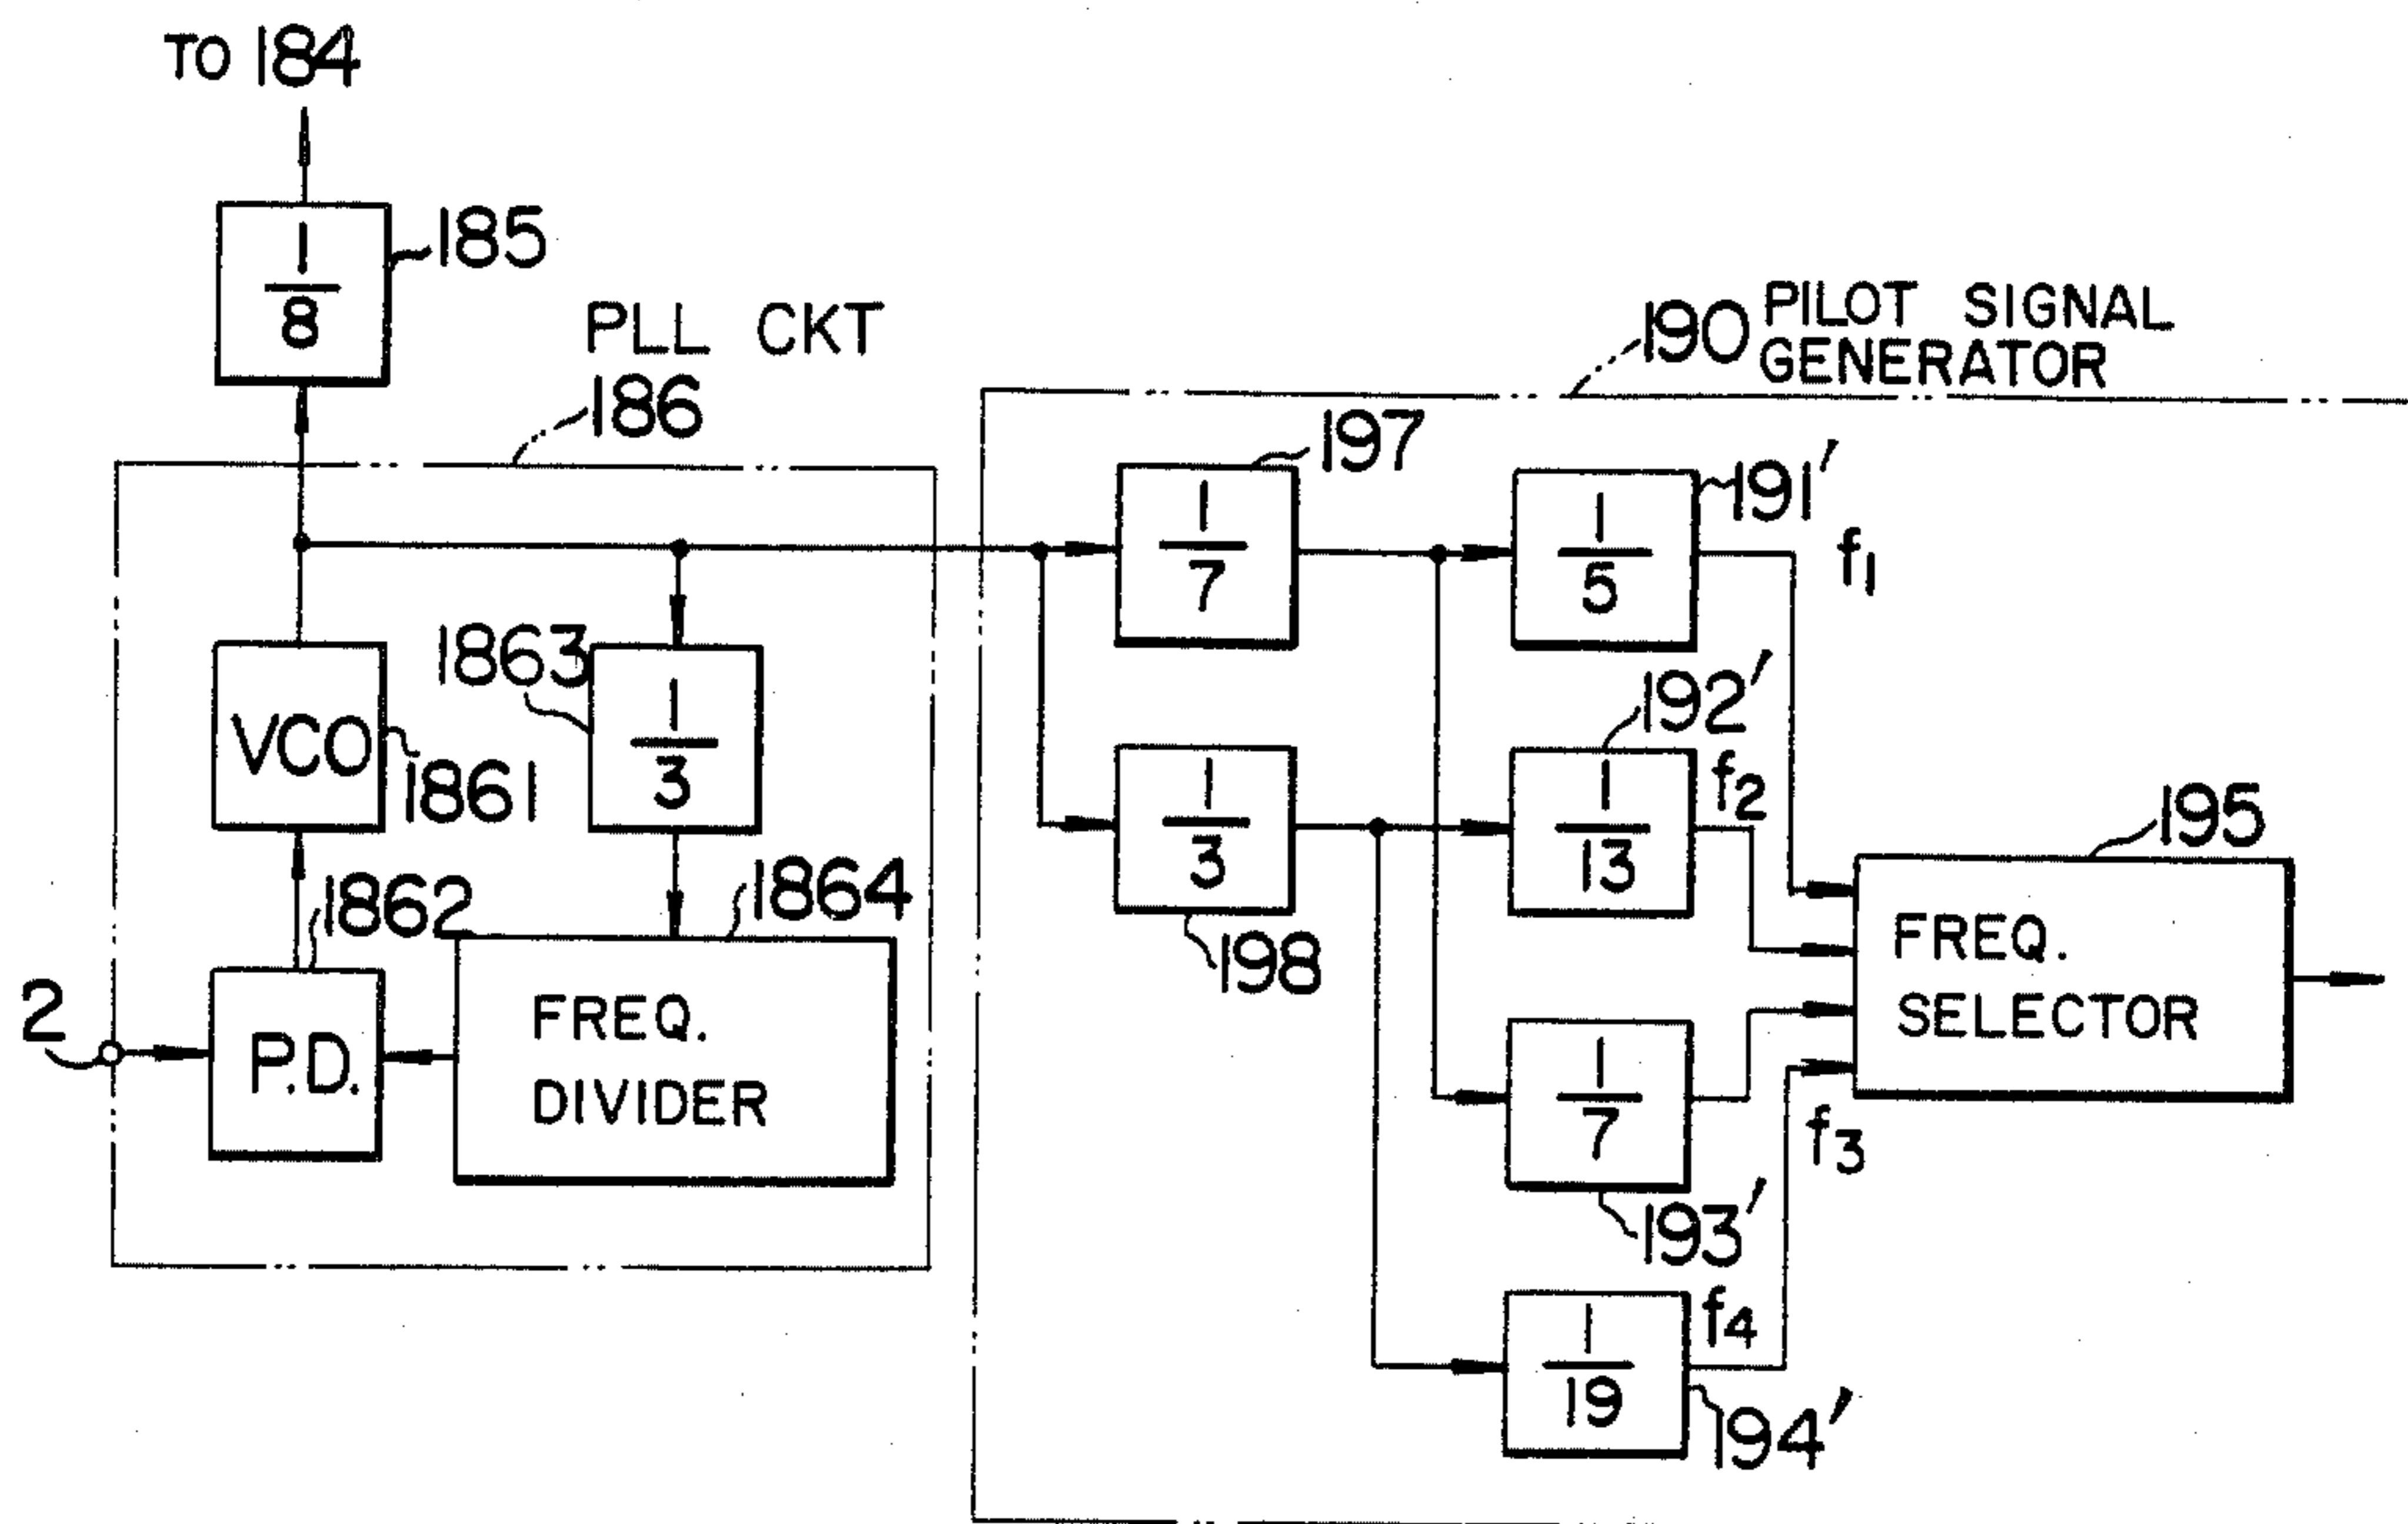 TO 184
1
8
185
PLL CKT
186
190 PILOT SIGNAL
GENERATOR
197
1
7
191'
1
5
f1
1863
1
3
VCO
1861
192'
1
13
f2
1
3
198
195
1862
1864
FREQ.
SELECTOR
2
P.D.
FREQ.
DIVIDER
1
7
f3
193'
1
19
f4
194'